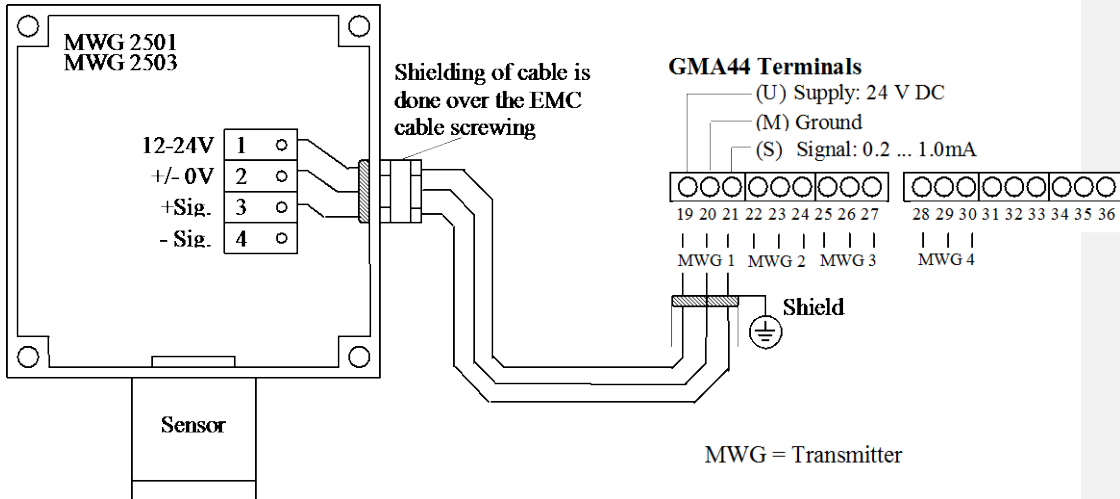 MWG 2501
MWG 2503
12-24V 1
+/- 0V 2
+Sig. 3
- Sig. 4
Sensor
Shielding of cable is
done over the EMC
cable screwing
GMA44 Terminals
(U) Supply: 24 V DC
(M) Ground
(S) Signal: 0.2 ... 1.0mA
19 20 21 22 23 24 25 26 27 28 29 30 31 32 33 34 35 36
MWG 1 MWG 2 MWG 3 MWG 4
Shield
MWG = Transmitter